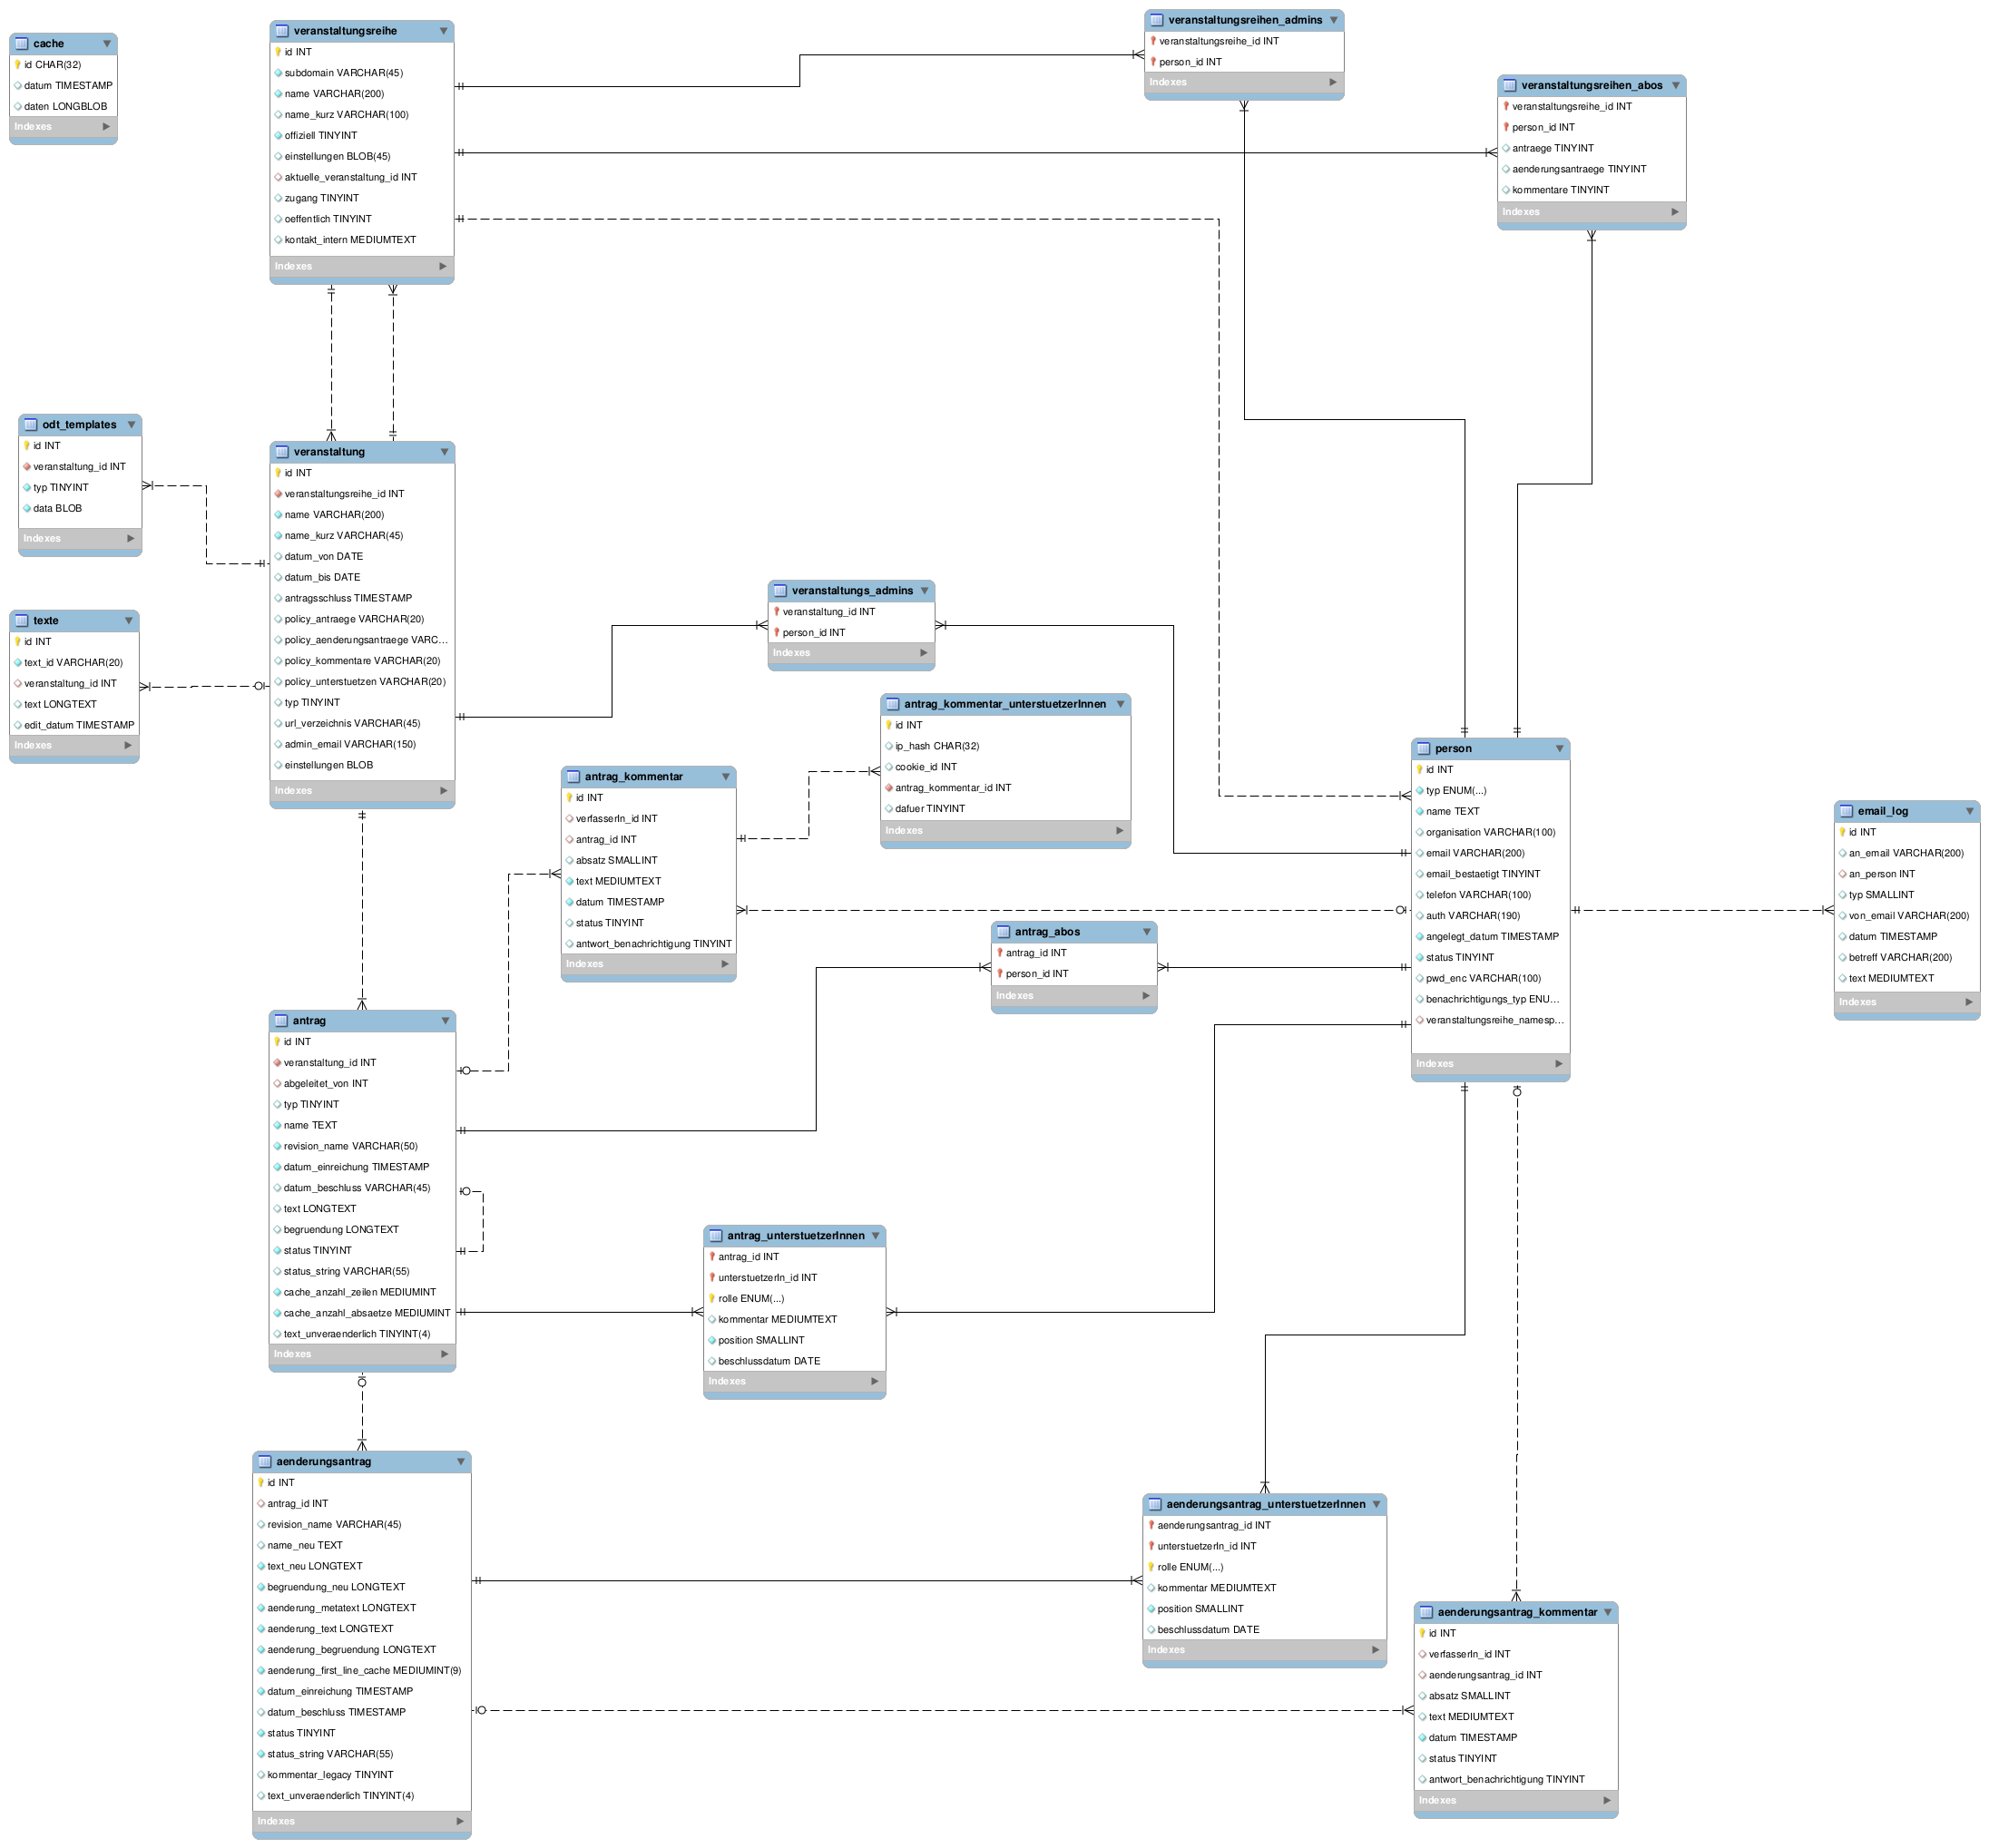 cache
id CHAR(32)
datum TIMESTAMP
daten LONGBLOB
Indexes
veranstaltungsreihe
id INT
subdomain VARCHAR(45)
name VARCHAR(200)
name_kurz VARCHAR(100)
offiziell TINYINT
einstellungen BLOB(45)
aktuelle_veranstaltung_id INT
zugang TINYINT
oeffentlich TINYINT
kontakt_intern MEDIUMTEXT
Indexes
veranstaltungsreihen_admins
veranstaltungsreihe_id INT
person_id INT
Indexes
veranstaltungsreihen_abos
veranstaltungsreihe_id INT
person_id INT
antraege TINYINT
aenderungsantraege TINYINT
kommentare TINYINT
Indexes
odt_templates
id INT
veranstaltung_id INT
typ TINYINT
data BLOB
Indexes
texte
id INT
text_id VARCHAR(20)
veranstaltung_id INT
text LONGTEXT
edit_datum TIMESTAMP
Indexes
veranstaltung
id INT
veranstaltungsreihe_id INT
name VARCHAR(200)
name_kurz VARCHAR(45)
datum_von DATE
datum_bis DATE
antragsschluss TIMESTAMP
policy_antraege VARCHAR(20)
policy_aenderungsantraege VARC...
policy_kommentare VARCHAR(20)
policy_unterstuetzen VARCHAR(20)
typ TINYINT
url_verzeichnis VARCHAR(45)
admin_email VARCHAR(150)
einstellungen BLOB
Indexes
veranstaltungs_admins
veranstaltung_id INT
person_id INT
Indexes
antrag_kommentar_unterstuetzerInnen
id INT
ip_hash CHAR(32)
cookie_id INT
antrag_kommentar_id INT
dafuer TINYINT
Indexes
antrag_kommentar
id INT
verfasserIn_id INT
antrag_id INT
absatz SMALLINT
text MEDIUMTEXT
datum TIMESTAMP
status TINYINT
antwort_benachrichtigung TINYINT
Indexes
person
id INT
typ ENUM(...)
name TEXT
organisation VARCHAR(100)
email VARCHAR(200)
email_bestaetigt TINYINT
telefon VARCHAR(100)
auth VARCHAR(190)
angelegt_datum TIMESTAMP
status TINYINT
pwd_enc VARCHAR(100)
benachrichtigungs_typ ENU...
veranstaltungsreihe_namesp...
Indexes
email_log
id INT
an_email VARCHAR(200)
an_person INT
typ SMALLINT
von_email VARCHAR(200)
datum TIMESTAMP
betreff VARCHAR(200)
text MEDIUMTEXT
Indexes
antrag_abos
antrag_id INT
person_id INT
Indexes
antrag
id INT
veranstaltung_id INT
abgeleitet_von INT
typ TINYINT
name TEXT
revision_name VARCHAR(50)
datum_einreichung TIMESTAMP
datum_beschluss VARCHAR(45)
text LONGTEXT
begruendung LONGTEXT
status TINYINT
status_string VARCHAR(55)
cache_anzahl_zeilen MEDIUMINT
cache_anzahl_absaetze MEDIUMINT
text_unveraenderlich TINYINT(4)
Indexes
antrag_unterstuetzerInnen
antrag_id INT
unterstuetzerIn_id INT
rolle ENUM(...)
kommentar MEDIUMTEXT
position SMALLINT
beschlussdatum DATE
Indexes
aenderungsantrag
id INT
antrag_id INT
revision_name VARCHAR(45)
name_neu TEXT
text_neu LONGTEXT
begruendung_neu LONGTEXT
aenderung_metatext LONGTEXT
aenderung_text LONGTEXT
aenderung_begruendung LONGTEXT
aenderung_first_line_cache MEDIUMINT(9)
datum_einreichung TIMESTAMP
datum_beschluss TIMESTAMP
status TINYINT
status_string VARCHAR(55)
kommentar_legacy TINYINT
text_unveraenderlich TINYINT(4)
Indexes
aenderungsantrag_unterstuetzerInnen
aenderungsantrag_id INT
unterstuetzerIn_id INT
rolle ENUM(...)
kommentar MEDIUMTEXT
position SMALLINT
beschlussdatum DATE
Indexes
aenderungsantrag_kommentar
id INT
verfasserIn_id INT
aenderungsantrag_id INT
absatz SMALLINT
text MEDIUMTEXT
datum TIMESTAMP
status TINYINT
antwort_benachrichtigung TINYINT
Indexes